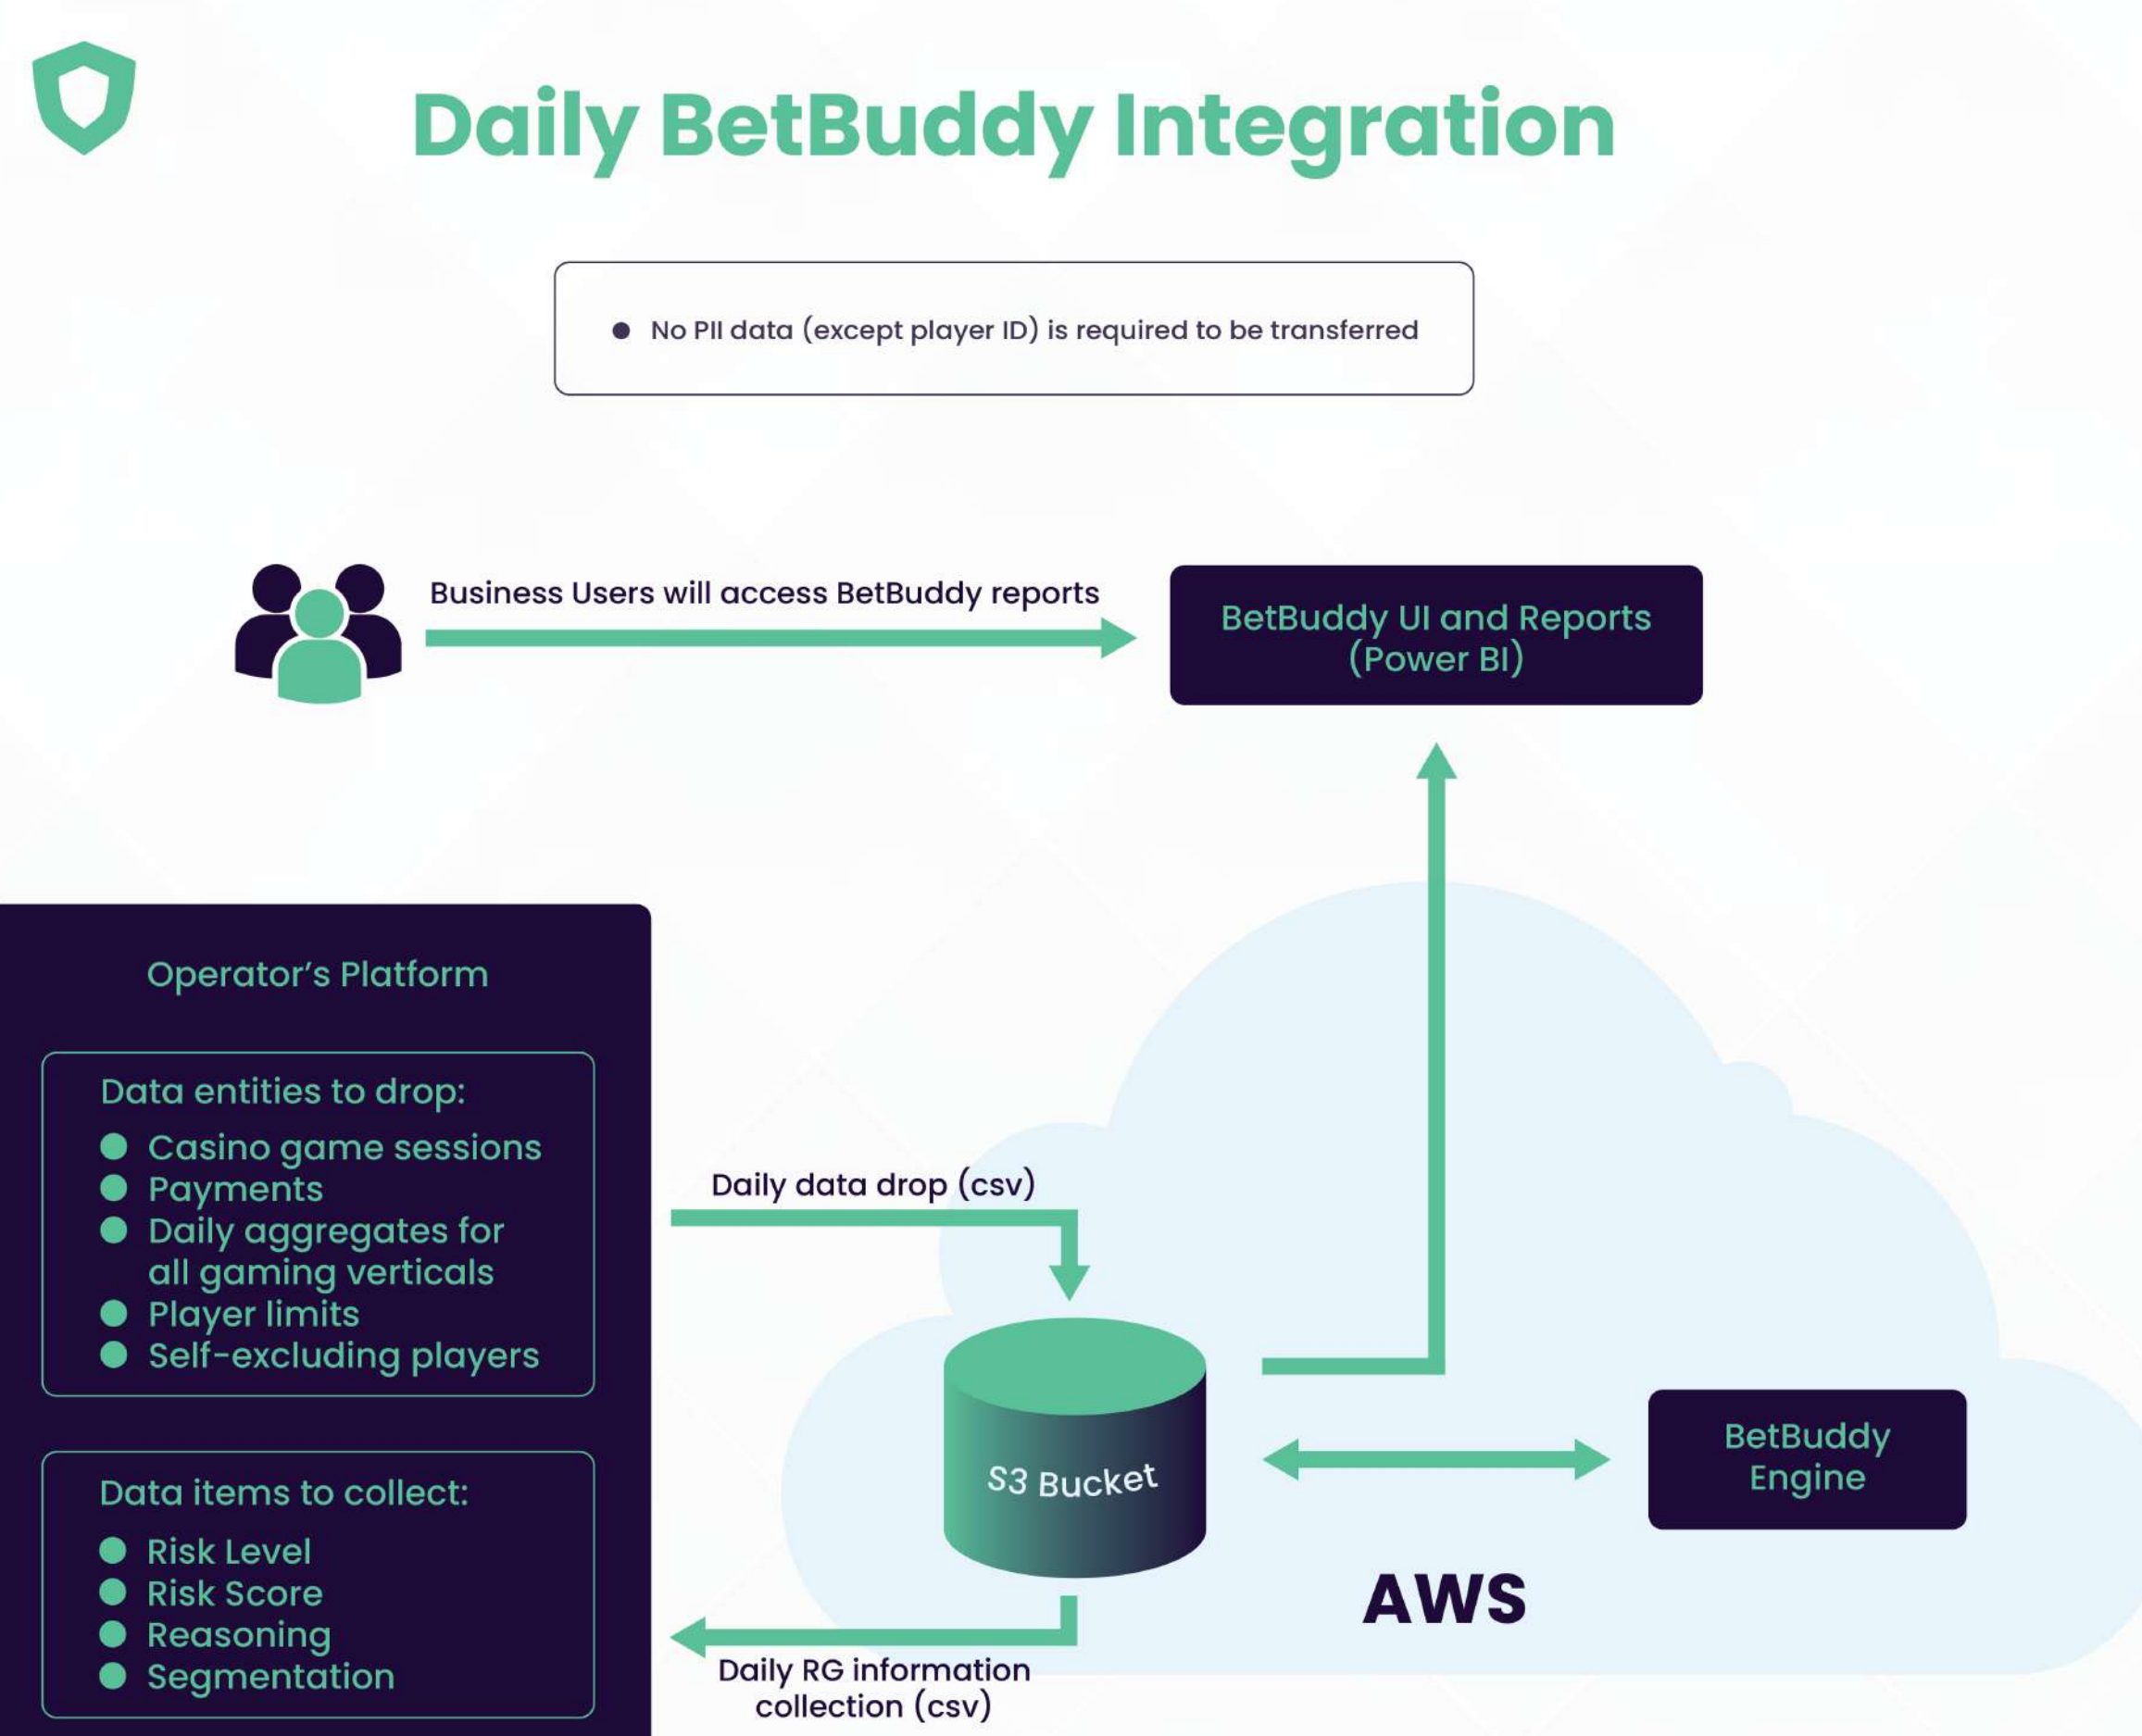 Daily BetBuddy Integration
No PII data (except player ID) is required to be transferred
Business Users will access BetBuddy reports
BetBuddy UI and Reports
(Power BI)
Operator's Platform
Data entities to drop:
Casino game sessions
Payments
Daily aggregates for
all gaming verticals
Player limits
Self-excluding players
Data items to collect:
Risk Level
Risk Score
Reasoning
Segmentation
Daily data drop (csv)
S3 Bucket
BetBuddy
Engine
AWS
Daily RG information
collection (csv)